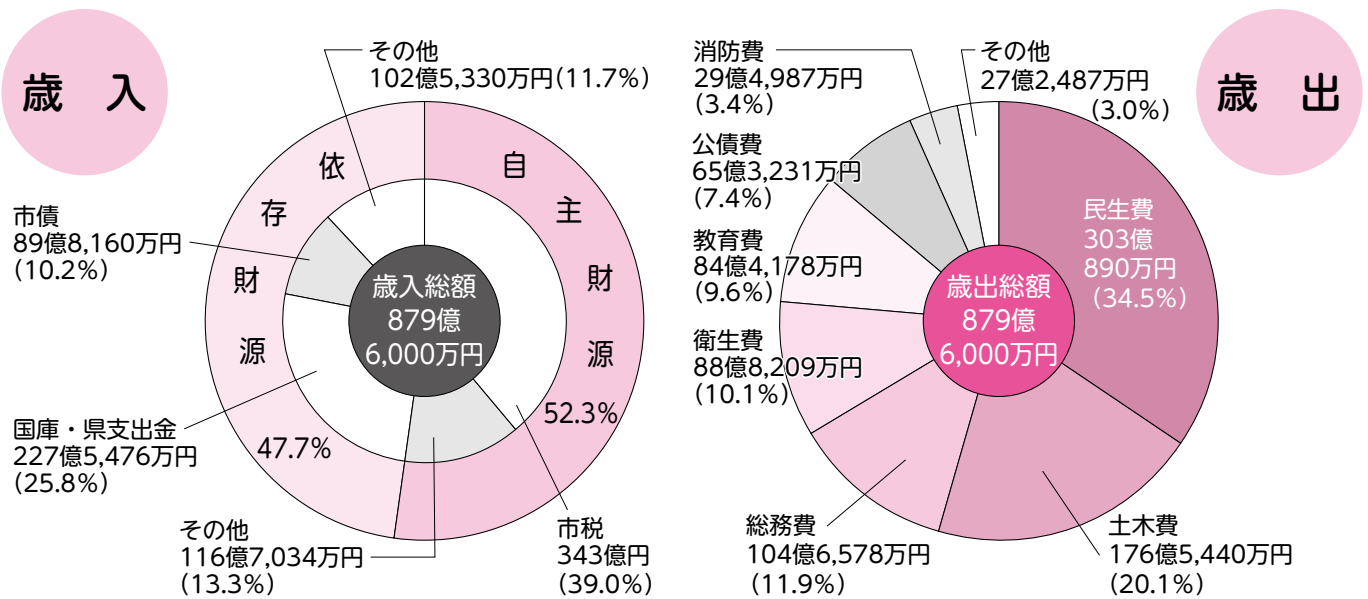 歳 入
その他
102億5,330万円(11.7%)
市債
89億8,160万円
(10.2%)
国庫・県支出金
227億5,476万円
(25.8%)
その他
116億7,034万円
(13.3%)
市税
343億円
(39.0%)
依存財源
47.7%
自主財源
52.3%
歳入総額
879億
6,000万円
歳 出
消防費
29億4,987万円
(3.4%)
その他
27億2,487万円
(3.0%)
公債費
65億3,231万円
(7.4%)
教育費
84億4,178万円
(9.6%)
衛生費
88億8,209万円
(10.1%)
総務費
104億6,578万円
(11.9%)
土木費
176億5,440万円
(20.1%)
民生費
303億
890万円
(34.5%)
歳出総額
879億
6,000万円